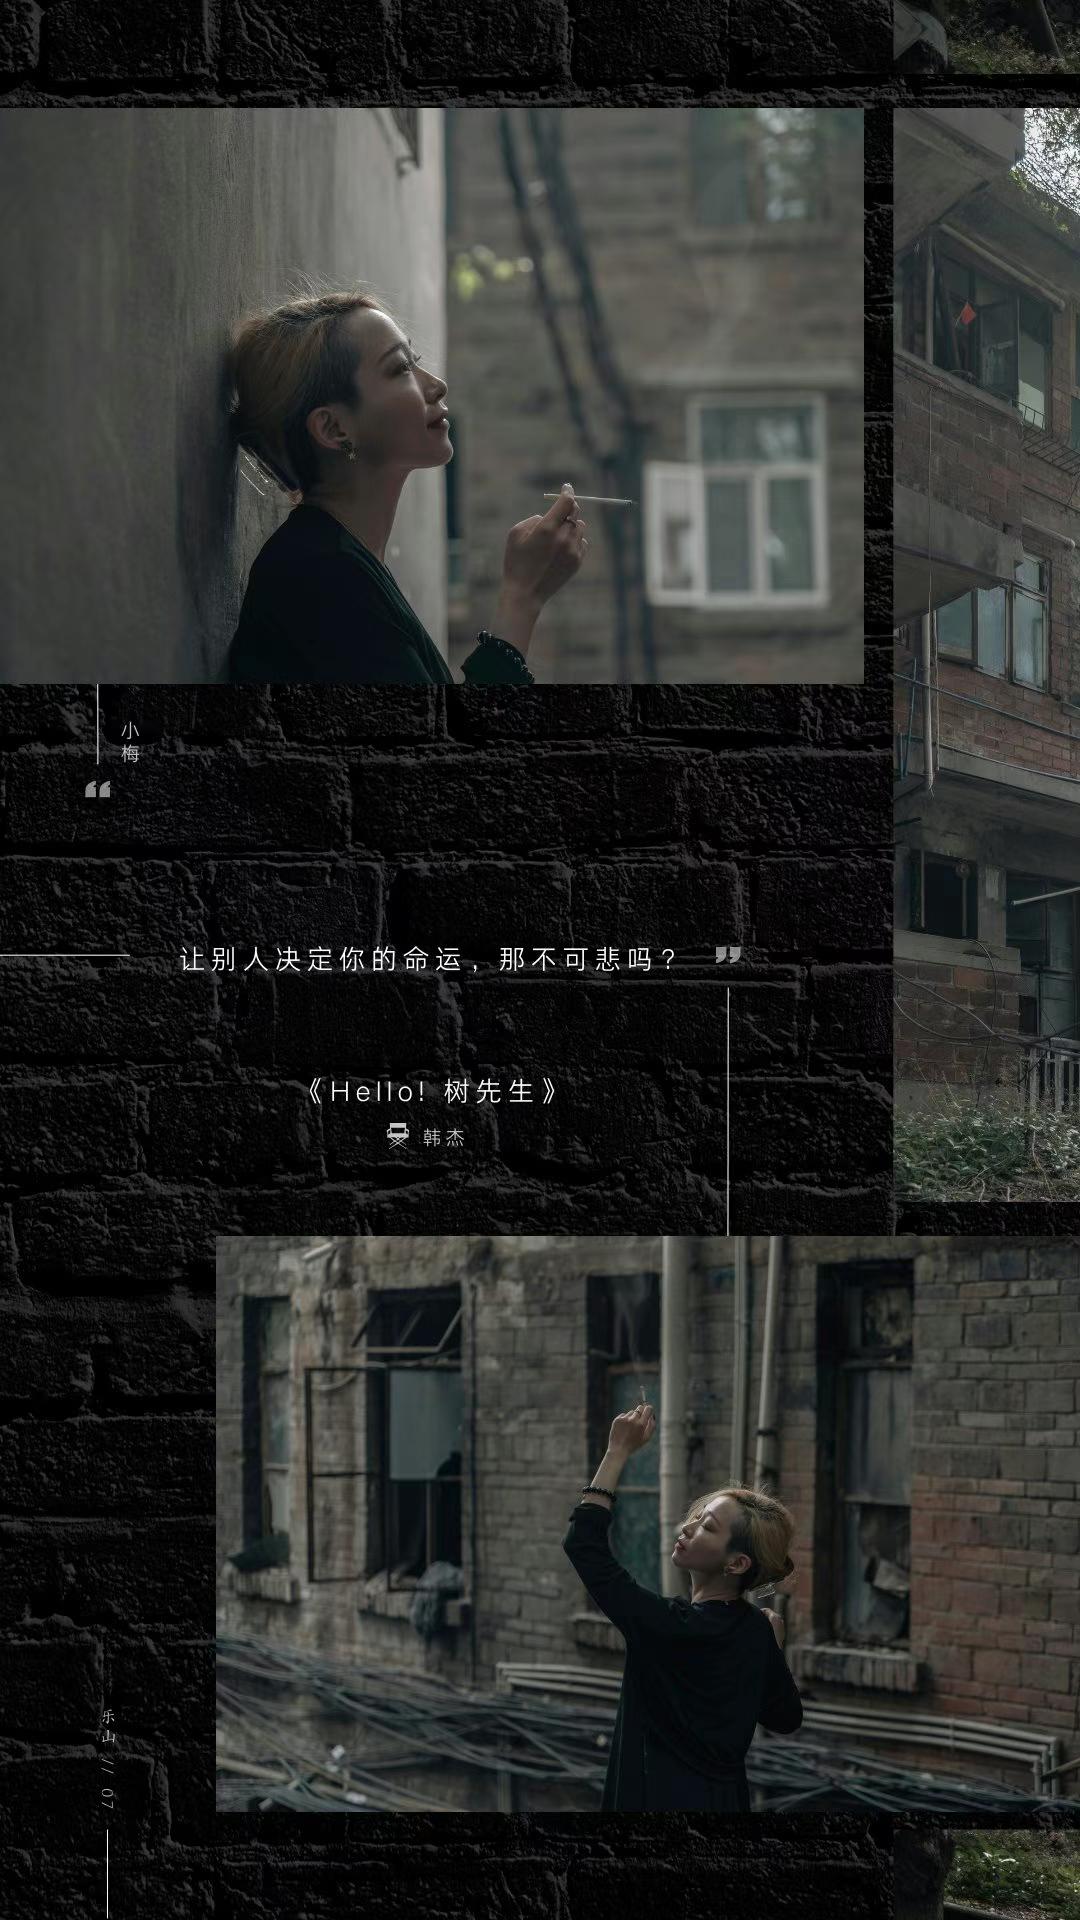 小梅
“
让别人决定你的命运，那不可悲吗？ ”
《Hello! 树先生》
韩杰
乐山 // 07